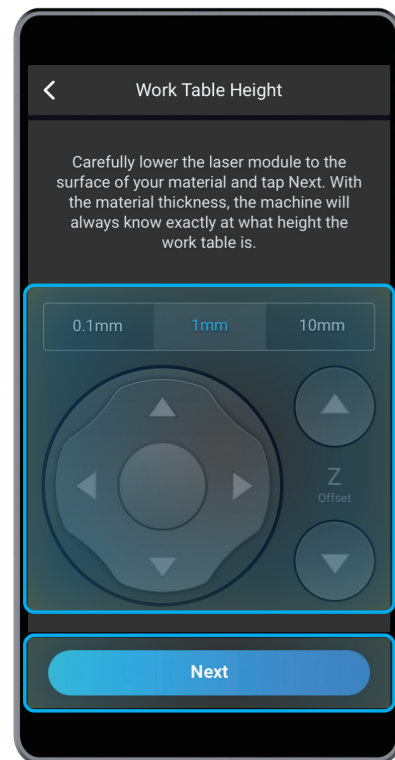 Work Table Height
Carefully lower the laser module to the
surface of your material and tap Next. With
the material thickness, the machine will
always know exactly at what height the
work table is.
0.1mm 1mm 10mm
Z
Offset
Next